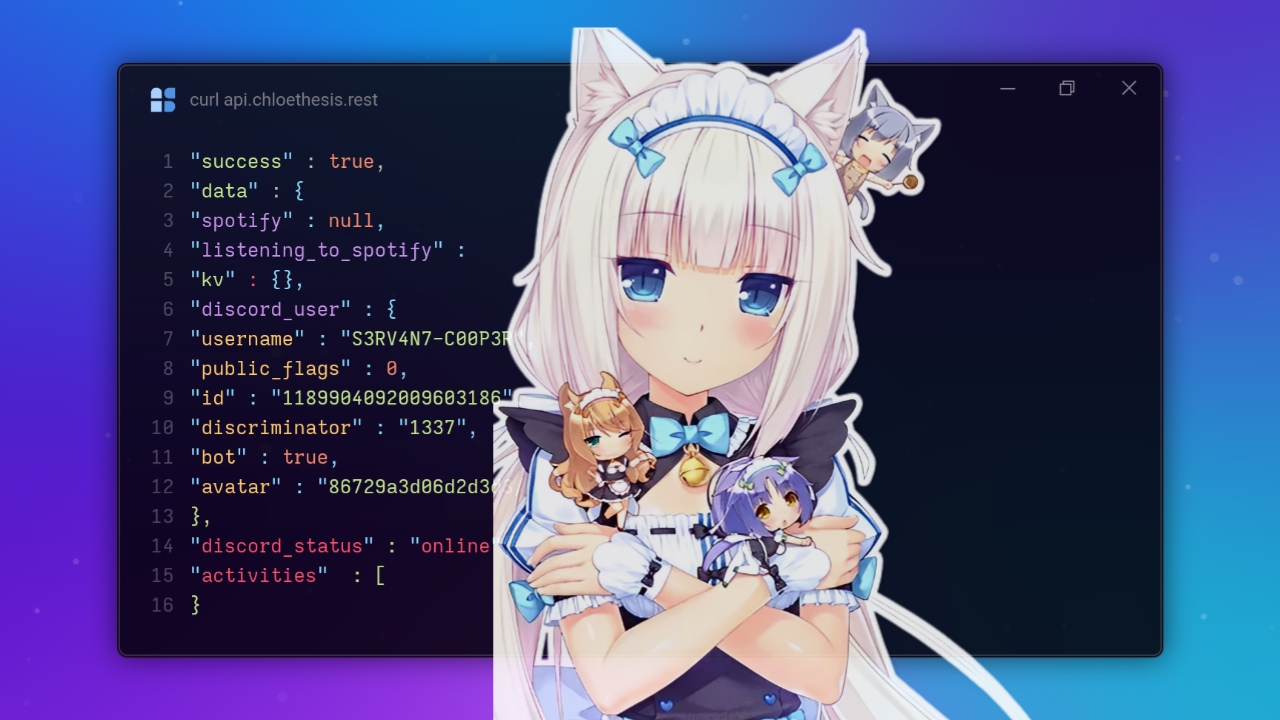 curl api.chloethesis.rest
1 "success" : true,
2 "data" : {
3 "spotify" : null,
4 "listening_to_spotify" :
5 "kv" : {},
6 "discord_user" : {
7 "username" : "S3RV4N7-C00P3R",
8 "public_flags" : 0,
9 "id" : "1189904092009603186"
10 "discriminator" : "1337",
11 "bot" : true,
12 "avatar" : "86729a3d06d2d3
13 },
14 "discord_status" : "online"
15 "activities" : [
16 }